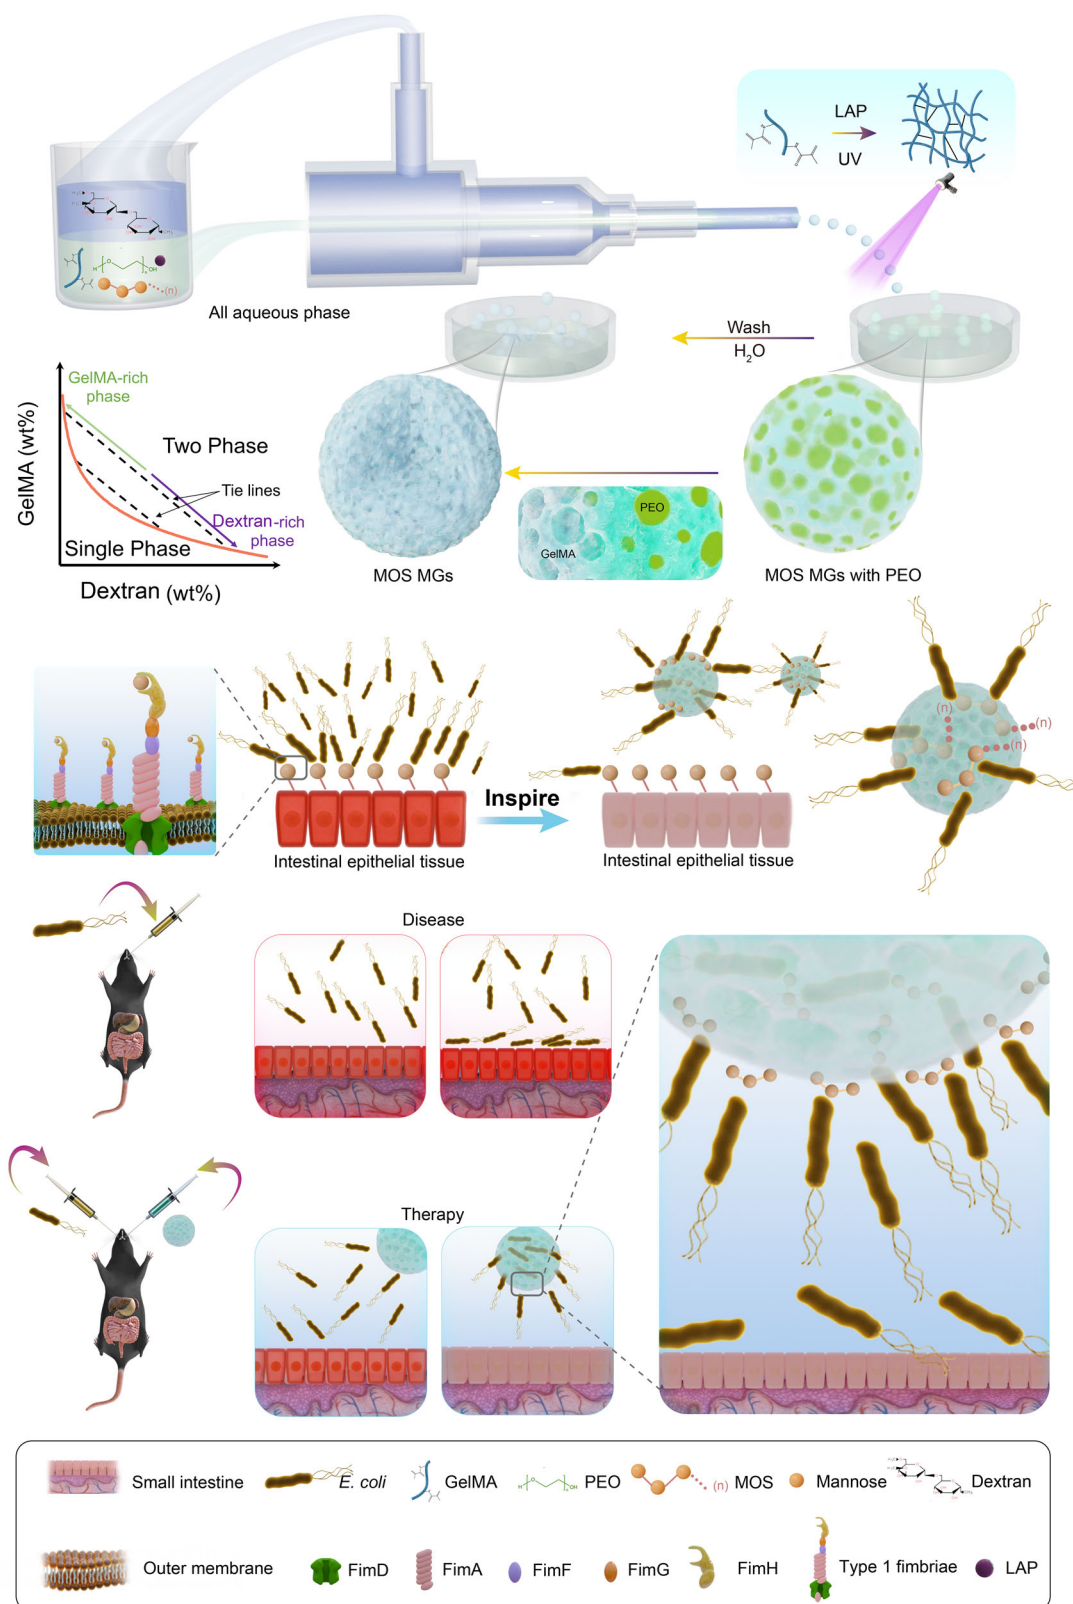 LAP
UV
H
O
n
OH
(n)
All aqueous phase
Wash
H2O
GelMA-rich
phase
GelMA (wt%)
Two Phase
Tie lines
Dextran-rich
phase
Single Phase
Dextran (wt%)
PEO
GelMA
MOS MGs
MOS MGs with PEO
(n)
(n)
(n)
Inspire
Intestinal epithelial tissue
Intestinal epithelial tissue
Disease
Therapy
Small intestine
E. coli
GelMA
H
O
n
OH
PEO
(n)
MOS
Mannose
Dextran
Outer membrane
FimD
FimA
FimF
FimG
FimH
Type 1 fimbriae
LAP